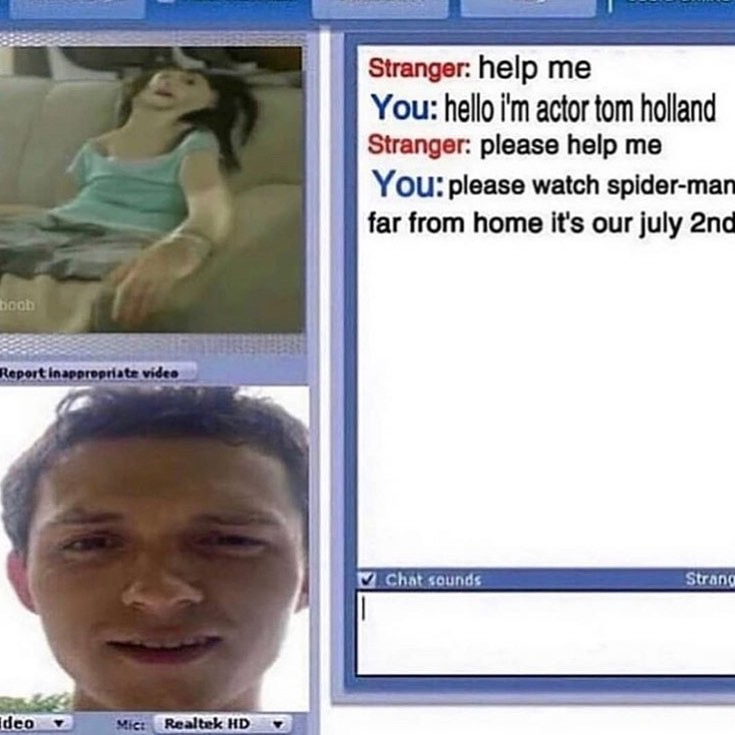 Stranger: help me
You: hello i'm actor tom holland
Stranger: please help me
You: please watch spider-man
far from home it's our july 2nd
boob
Report inappropriate video
Chat sounds
Strang
ideo
Mic: Realtek HD